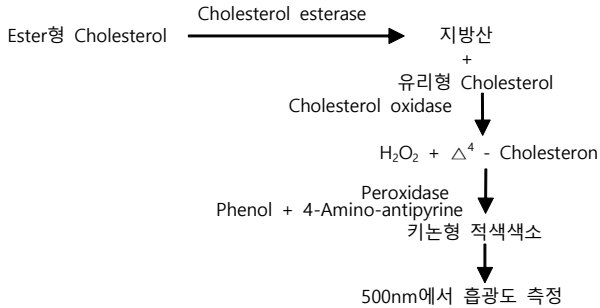 Cholesterol esterase
Ester형 Cholesterol
지방산
+
유리형 Cholesterol
Cholesterol oxidase
H₂O₂ + △⁴ - Cholesteron
Peroxidase
Phenol + 4-Amino-antipyrine
키논형 적색색소
500nm에서 흡광도 측정